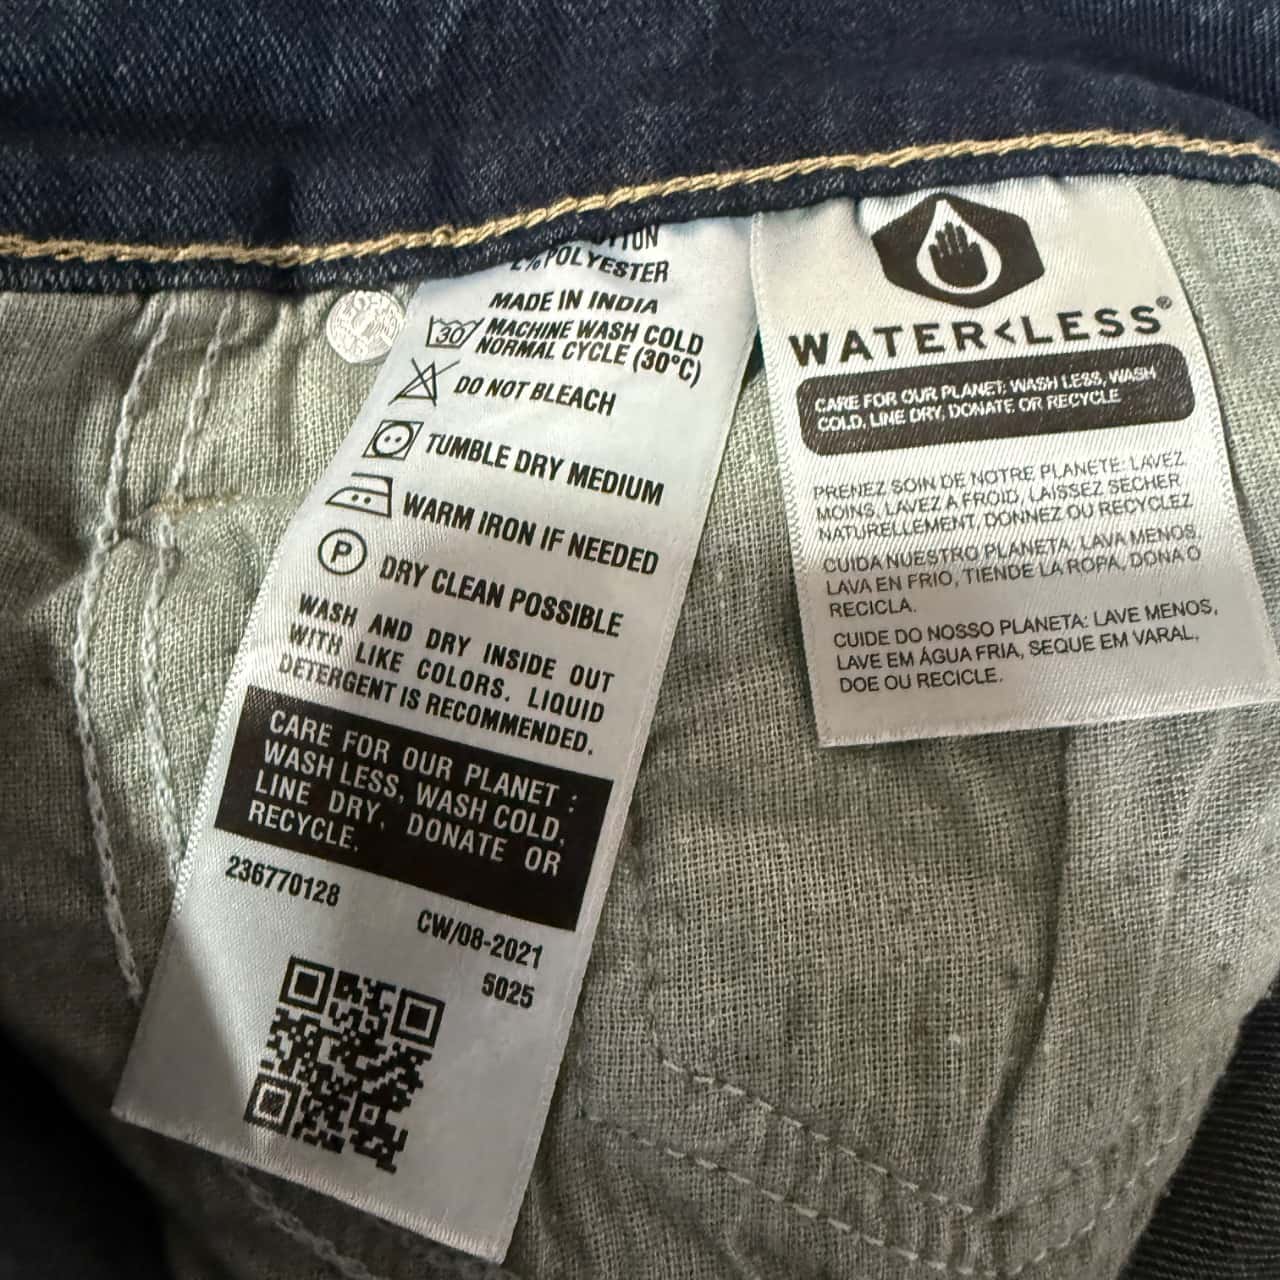 POLYESTER
MADE IN INDIA
30
MACHINE WASH COLD
NORMAL CYCLE (30°C)
DO NOT BLEACH
TUMBLE DRY MEDIUM
WARM IRON IF NEEDED
P
DRY CLEAN POSSIBLE
WASH AND DRY INSIDE OUT
WITH LIKE COLORS. LIQUID
DETERGENT IS RECOMMENDED.
CARE FOR OUR PLANET :
WASH LESS, WASH COLD,
LINE DRY, DONATE OR
RECYCLE.
236770128
CW/08-2021
5025
WATER<LESS®
CARE FOR OUR PLANET: WASH LESS, WASH
COLD, LINE DRY, DONATE OR RECYCLE
PRENEZ SOIN DE NOTRE PLANETE: LAVEZ
MOINS, LAVEZ A FROID, LAISSEZ SECHER
NATURELLEMENT, DONNEZ OU RECYCLEZ
CUIDA NUESTRO PLANETA: LAVA MENOS,
LAVA EN FRIO, TIENDE LA ROPA, DONA O
RECICLA.
CUIDE DO NOSSO PLANETA: LAVE MENOS,
LAVE EM ÁGUA FRIA, SEQUE EM VARAL,
DOE OU RECICLE.